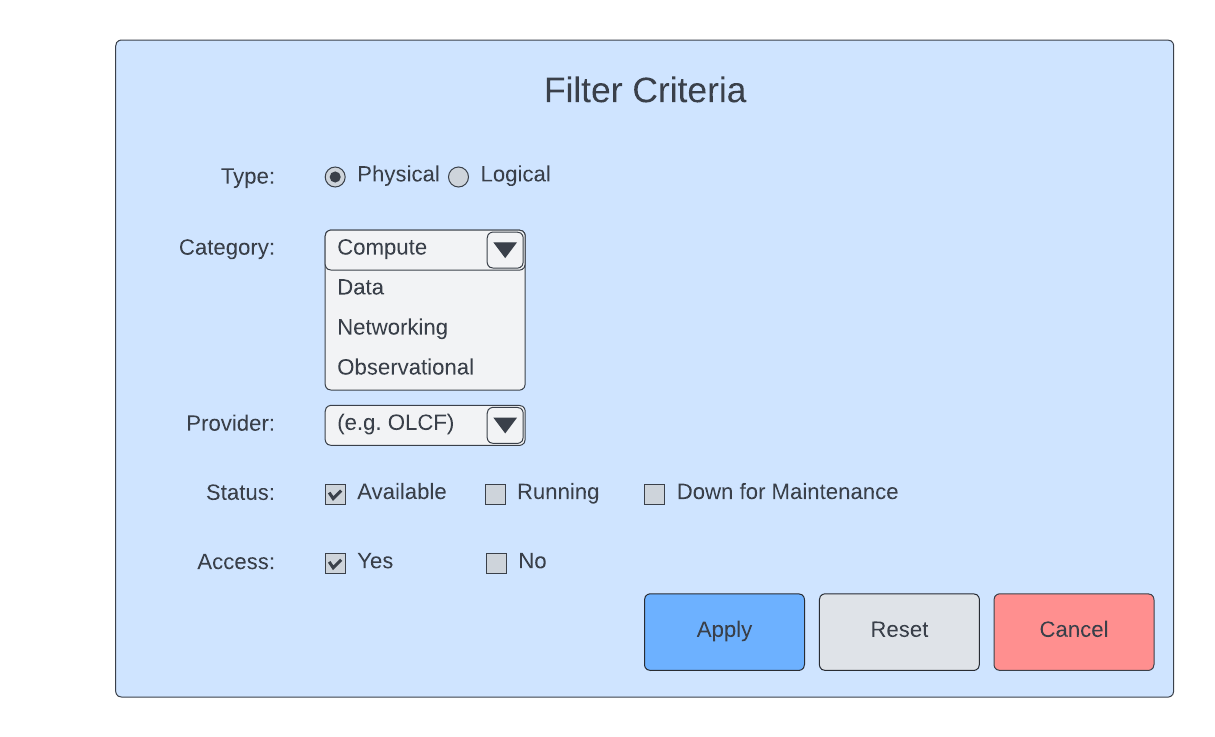 Filter Criteria
Type: Physical Logical
Category: Compute
Data
Networking
Observational
Provider: (e.g. OLCF)
Status: Available Running Down for Maintenance
Access: Yes No
Apply Reset Cancel